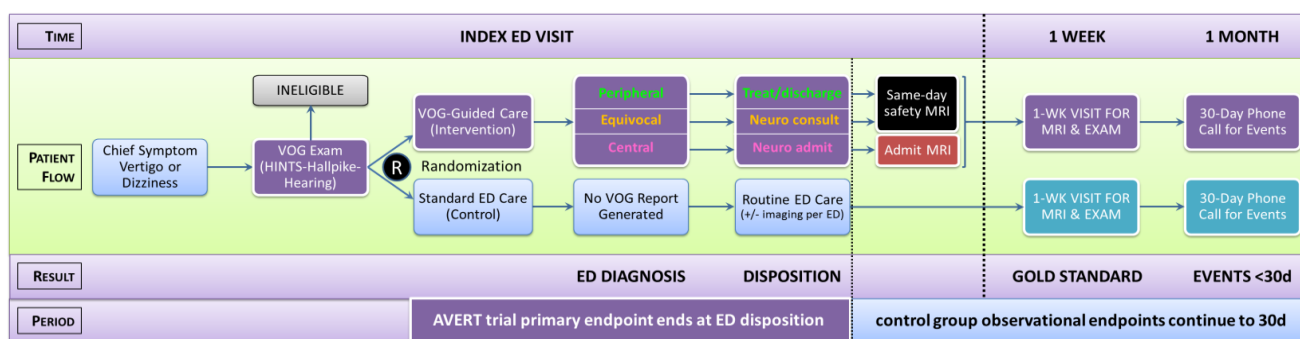 TIME
INDEX ED VISIT
1 WEEK
1 MONTH
PATIENT
FLOW
Chief Symptom
Vertigo or
Dizziness
INELIGIBLE
VOG Exam
(HINTS-Hallpike-
Hearing)
R
Randomization
VOG-Guided Care
(Intervention)
Peripheral
Equivocal
Central
Treat/discharge
Neuro consult
Neuro admit
Same-day
safety MRI
Admit MRI
1-WK VISIT FOR
MRI & EXAM
30-Day Phone
Call for Events
Standard ED Care
(Control)
No VOG Report
Generated
Routine ED Care
(+/- imaging per ED)
1-WK VISIT FOR
MRI & EXAM
30-Day Phone
Call for Events
RESULT
ED DIAGNOSIS
DISPOSITION
GOLD STANDARD
EVENTS <30d
PERIOD
AVERT trial primary endpoint ends at ED disposition
control group observational endpoints continue to 30d